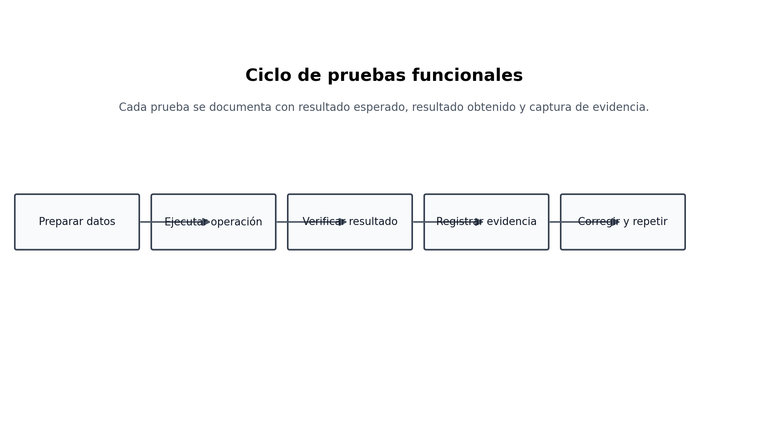 Ciclo de pruebas funcionales
Cada prueba se documenta con resultado esperado, resultado obtenido y captura de evidencia.
Preparar datos
Ejecutar operación
Verificar resultado
Registrar evidencia
Corregir y repetir